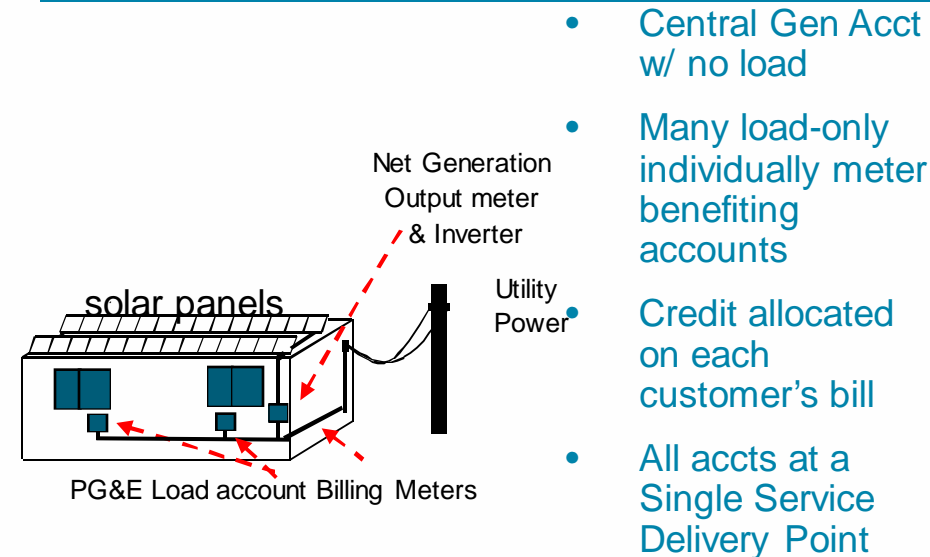 Net Generation
Output meter
& Inverter
solar panels
Utility
Power
PG&E Load account Billing Meters
• Central Gen Acct
w/ no load
• Many load-only
individually meter
benefiting
accounts
• Credit allocated
on each
customer’s bill
• All accts at a
Single Service
Delivery Point